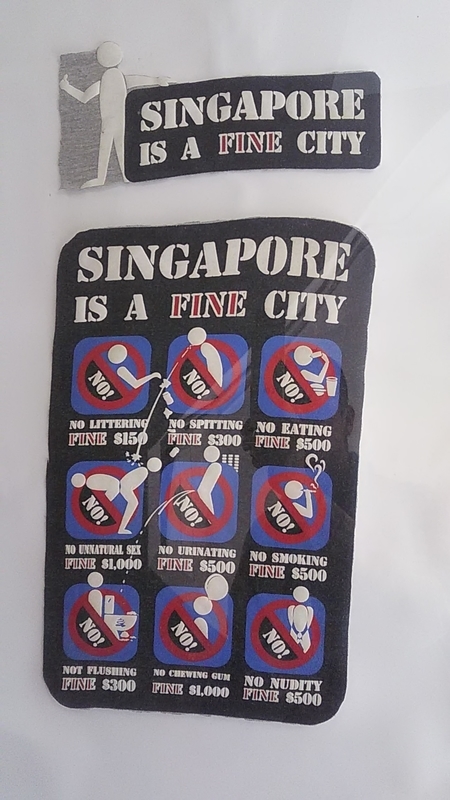 SINGAPORE
IS A FINE CITY
SINGAPORE
IS A FINE CITY
NO! NO! NO!
NO LITTERING NO SPITTING NO EATING
FINE $150 FINE $300 FINE $500
NO! NO! NO!
NO UNNATURAL SEX NO URINATING NO SMOKING
FINE $1,000 FINE $500 FINE $500
NO! NO! NO!
NOT FLUSHING NO CHEWING GUM NO NUDITY
FINE $300 FINE $1,000 FINE $500